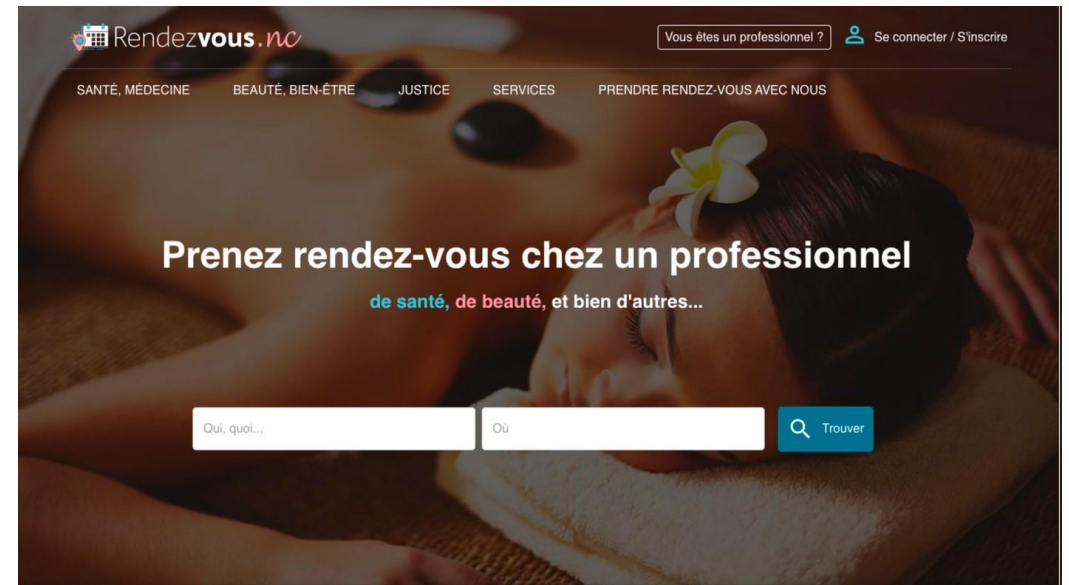 Rendezvous.nc
Vous êtes un professionnel ?
Se connecter / S'inscrire
SANTÉ, MÉDECINE
BEAUTÉ, BIEN-ÊTRE
JUSTICE
SERVICES
PRENDRE RENDEZ-VOUS AVEC NOUS
Prenez rendez-vous chez un professionnel
de santé, de beauté, et bien d'autres...
Qui, quoi...
Où
Trouver